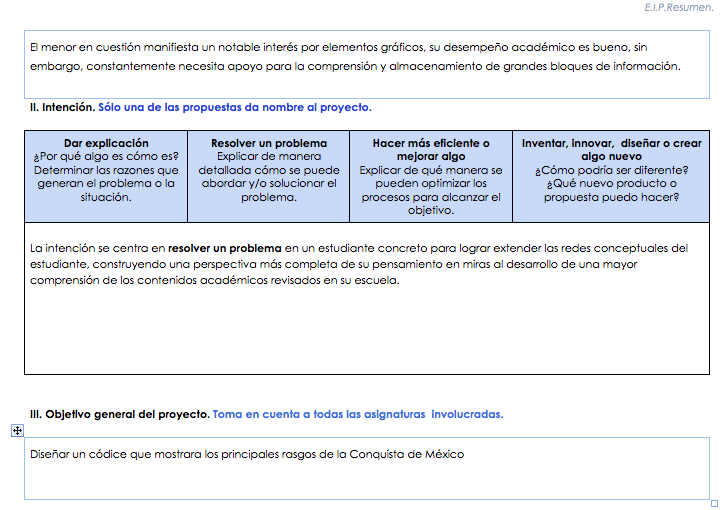 E.I.P.Resumen.
El menor en cuestión manifiesta un notable interés por elementos gráficos, su desempeño académico es bueno, sin
embargo, constantemente necesita apoyo para la comprensión y almacenamiento de grandes bloques de información.
II. Intención. Sólo una de las propuestas da nombre al proyecto.
Dar explicación
¿Por qué algo es cómo es?
Determinar las razones que
generan el problema o la
situación.
Resolver un problema
Explicar de manera
detallada cómo se puede
abordar y/o solucionar el
problema.
Hacer más eficiente o
mejorar algo
Explicar de qué manera se
pueden optimizar los
procesos para alcanzar el
objetivo.
Inventar, innovar, diseñar o crear
algo nuevo
¿Cómo podría ser diferente?
¿Qué nuevo producto o
propuesta puedo hacer?
La intención se centra en resolver un problema en un estudiante concreto para lograr extender las redes conceptuales del
estudiante, construyendo una perspectiva más completa de su pensamiento en miras al desarrollo de una mayor
comprensión de los contenidos académicos revisados en su escuela.
III. Objetivo general del proyecto. Toma en cuenta a todas las asignaturas involucradas.
Diseñar un códice que mostrara los principales rasgos de la Conquista de México